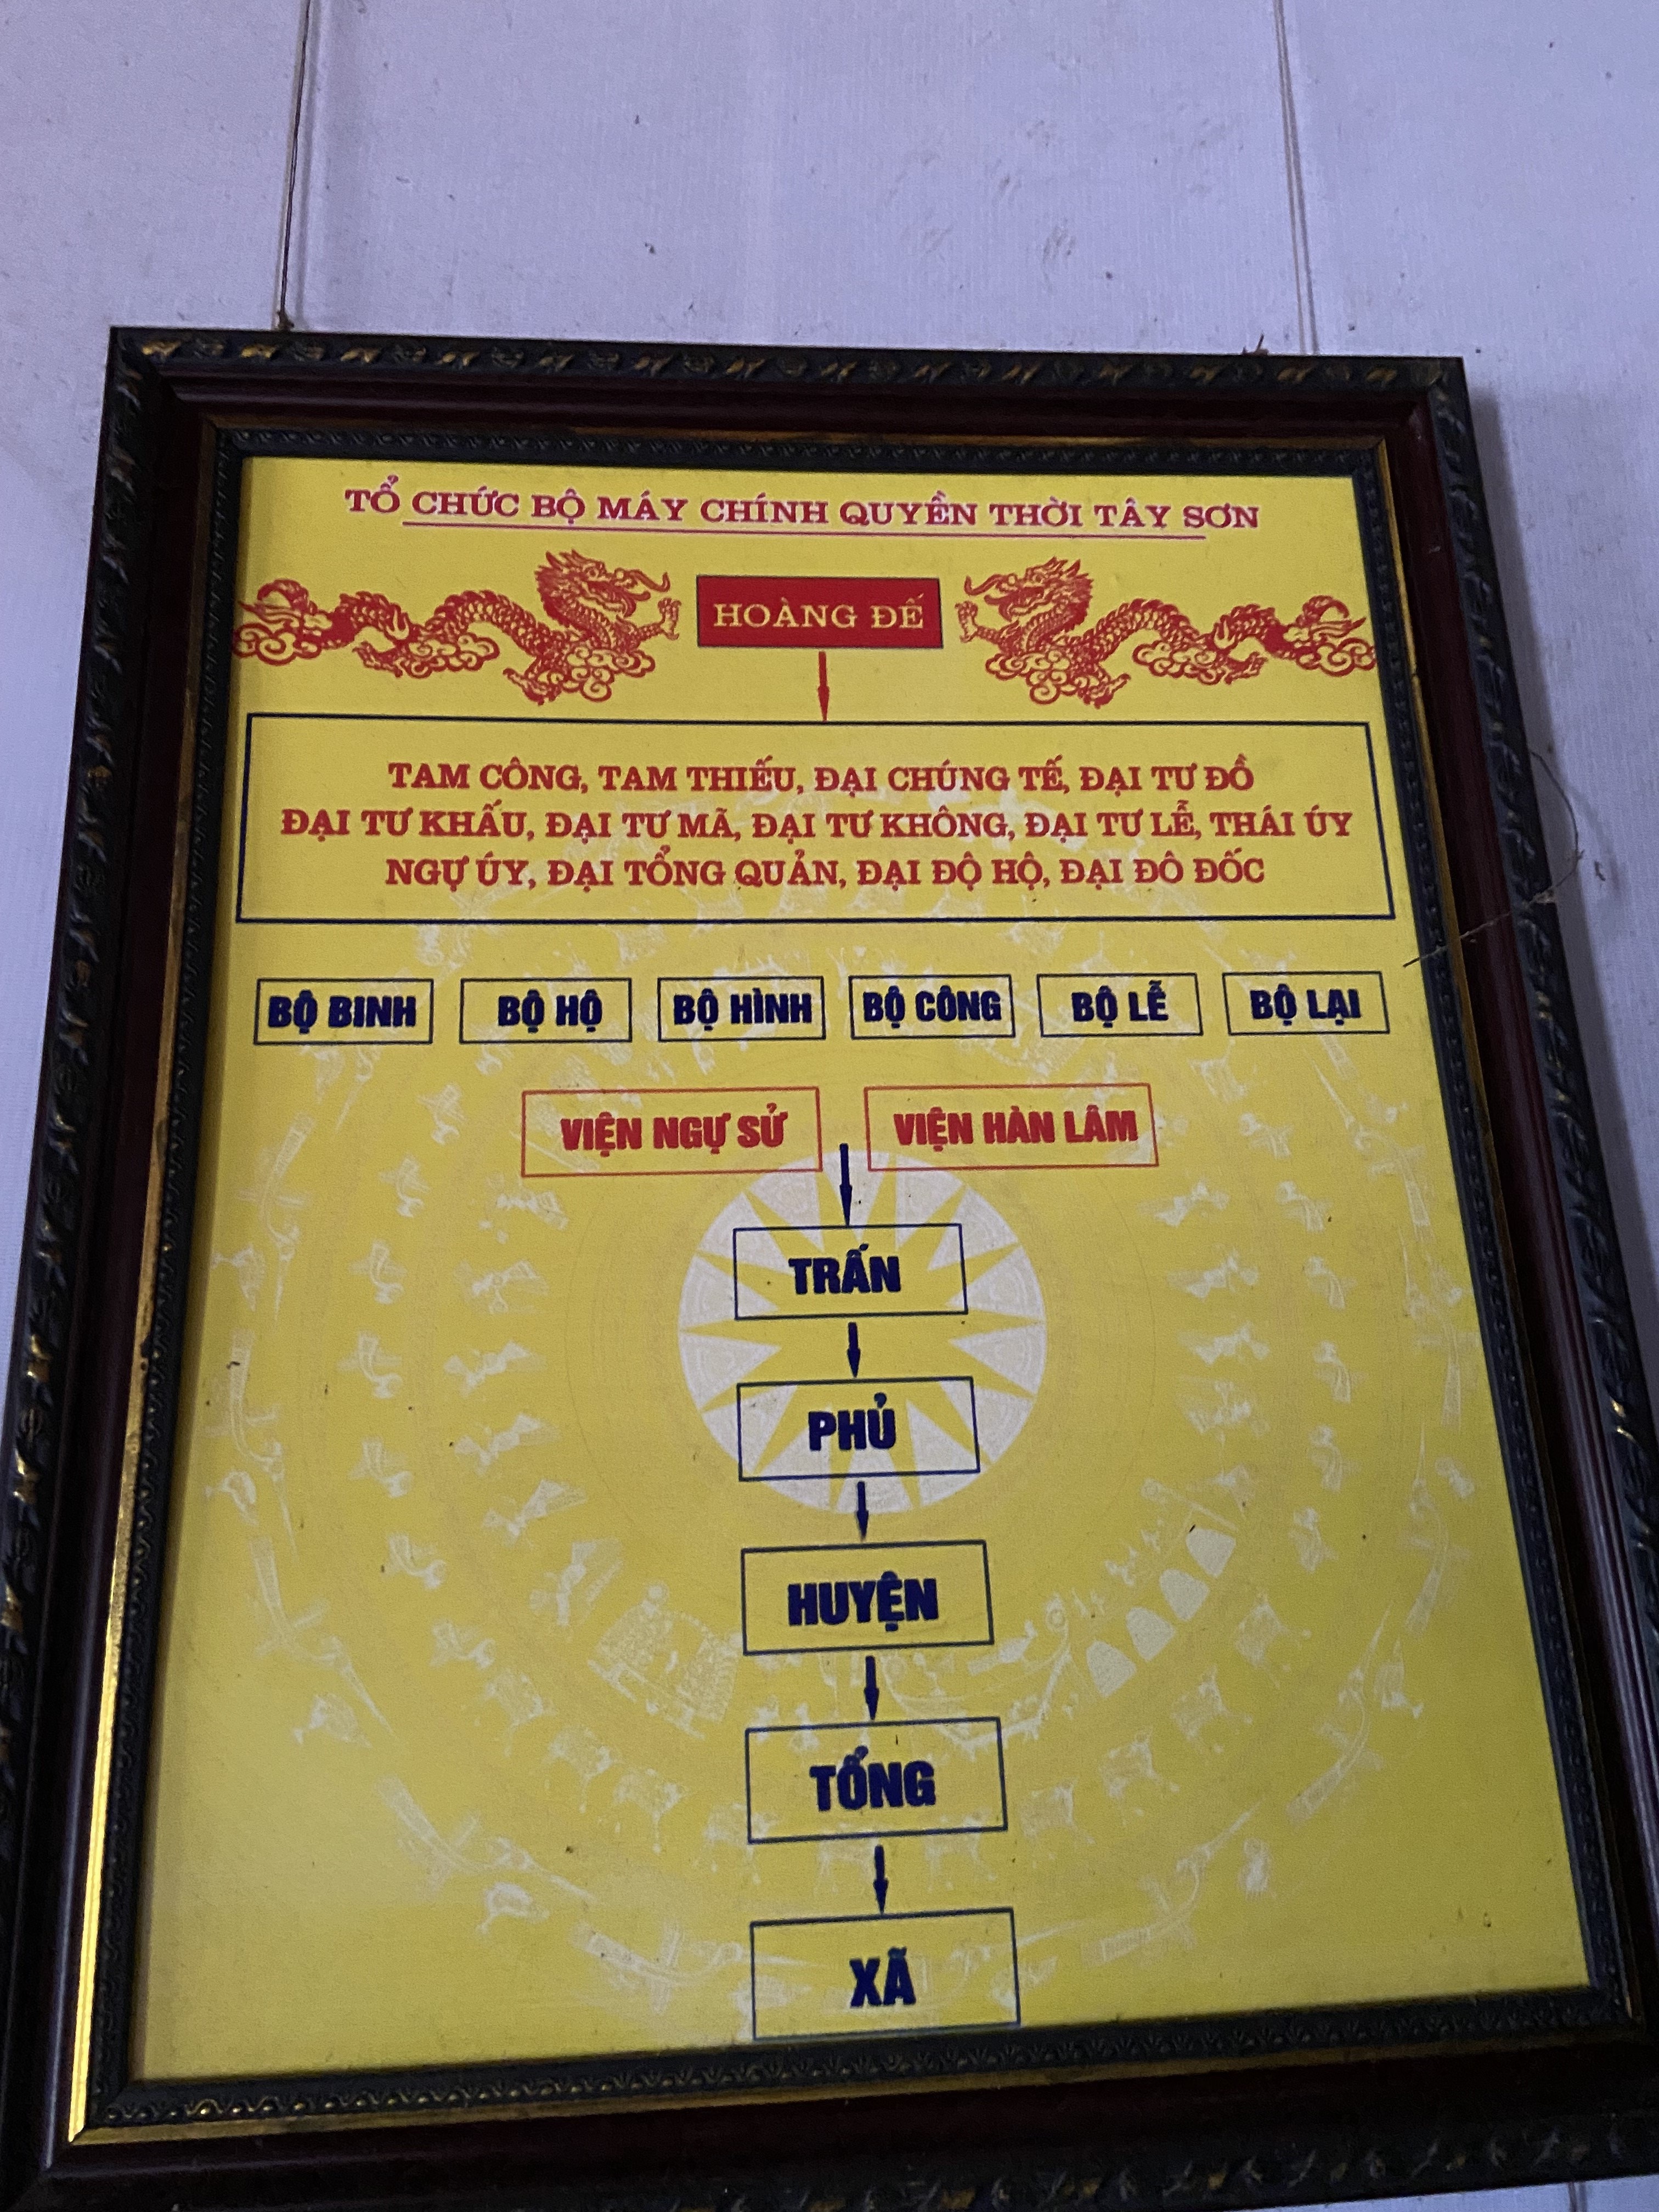 TỔ CHỨC BỘ MÁY CHÍNH QUYỀN THỜI TÂY SƠN
HOÀNG ĐẾ
TAM CÔNG, TAM THIẾU, ĐẠI CHÚNG TẾ, ĐẠI TƯ ĐỒ
ĐẠI TƯ KHẤU, ĐẠI TƯ MÃ, ĐẠI TƯ KHÔNG, ĐẠI TƯ LỄ, THÁI ÚY
NGỰ ÚY, ĐẠI TỔNG QUẢN, ĐẠI ĐỘ HỘ, ĐẠI ĐÔ ĐỐC
BỘ BINH BỘ HỘ BỘ HÌNH BỘ CÔNG BỘ LỄ BỘ LẠI
VIỆN NGỰ SỬ VIỆN HÀN LÂM
TRẤN
PHỦ
HUYỆN
TỔNG
XÃ